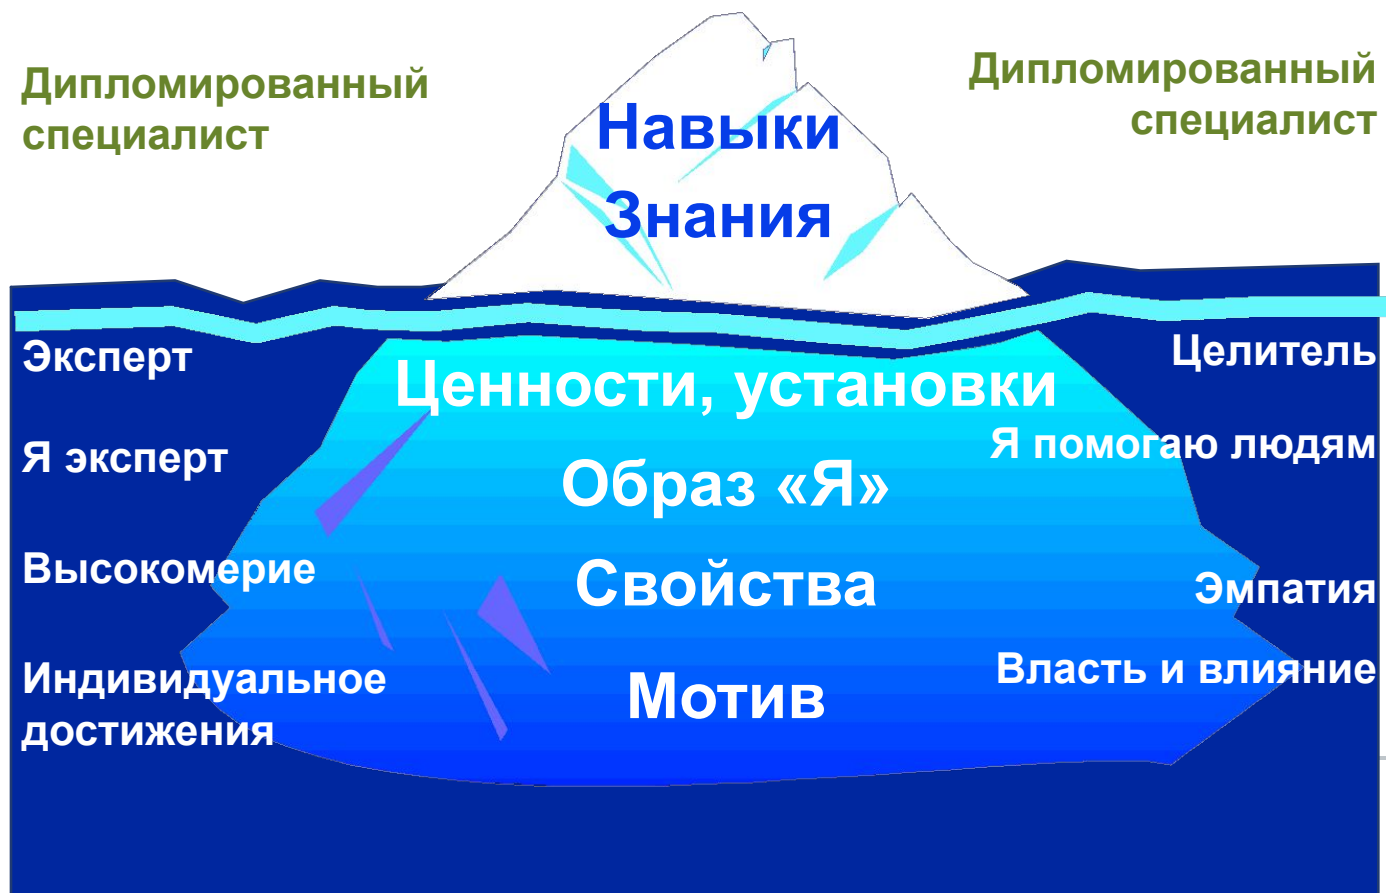 Дипломированный
специалист
Дипломированный
специалист
Навыки
Знания
Эксперт
Целитель
Ценности, установки
Я эксперт
Я помогаю людям
Образ «Я»
Высокомерие
Свойства
Эмпатия
Индивидуальное
достижения
Мотив
Власть и влияние